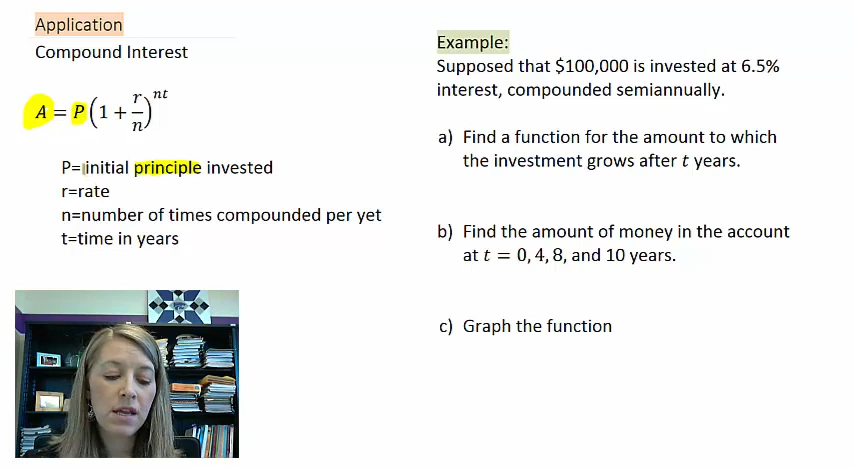 Application
Compound Interest
A = P(1 + r/n)^nt
P=initial principle invested
r=rate
n=number of times compounded per yet
t=time in years
Example:
Supposed that $100,000 is invested at 6.5%
interest, compounded semiannually.
a) Find a function for the amount to which
the investment grows after t years.
b) Find the amount of money in the account
at t = 0, 4, 8, and 10 years.
c) Graph the function